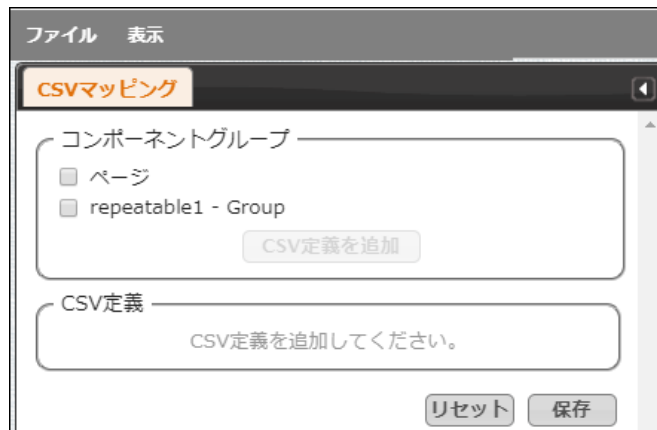 ファイル 表示
CSVマッピング
コンポーネントグループ
ページ
repeatable1 - Group
CSV定義を追加
CSV定義
CSV定義を追加してください。
リセット 保存